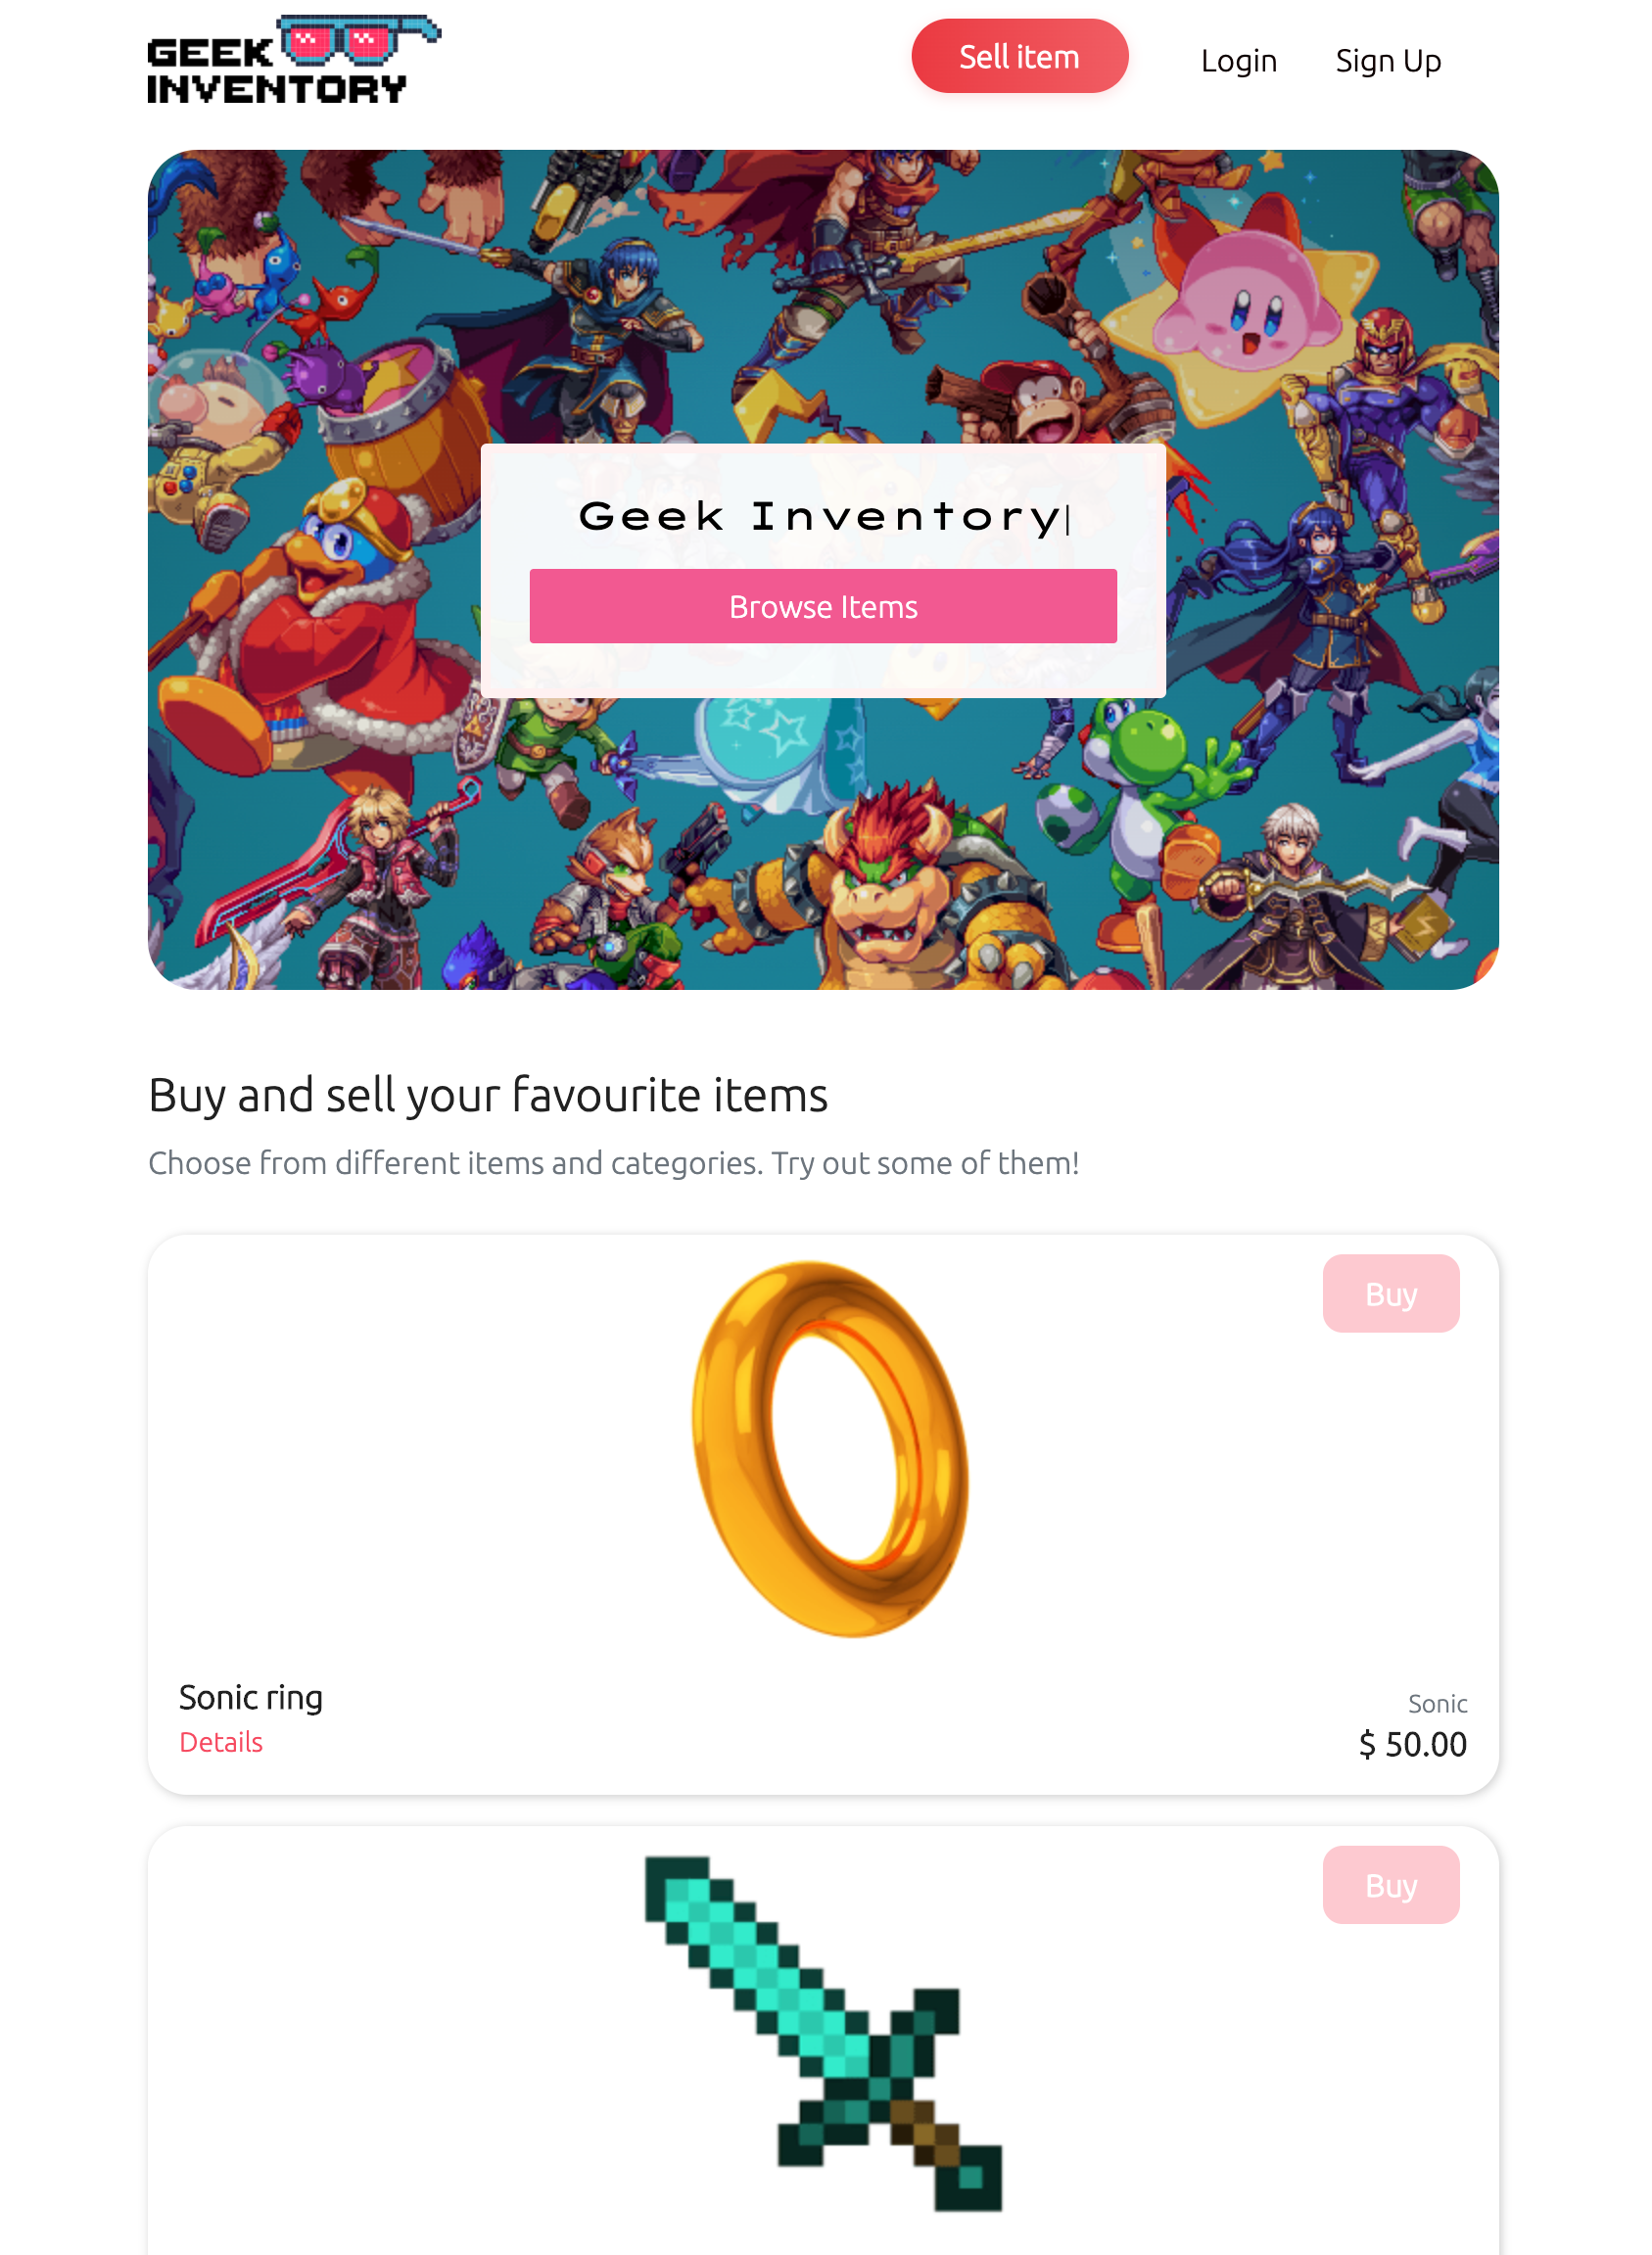 GEEK
INVENTORY
Sell item
Login
Sign Up
Geek Inventory
Browse Items
Buy and sell your favourite items
Choose from different items and categories. Try out some of them!
Buy
Sonic ring
Sonic
Details
$ 50.00
Buy